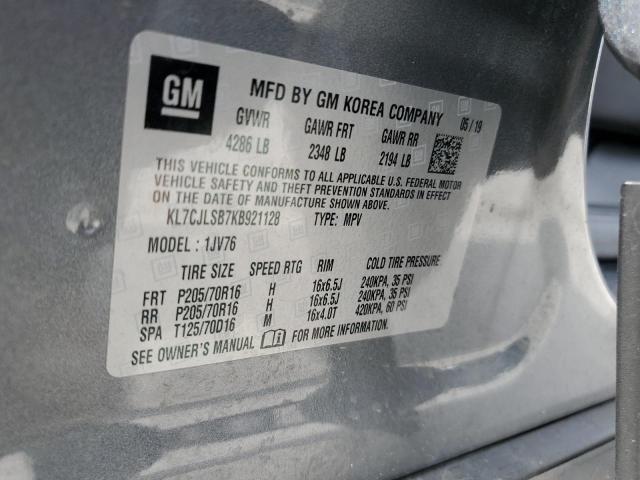 GM
MFD BY GM KOREA COMPANY 05/19
GVWR GAWR FRT GAWR RR
4286 LB 2348 LB 2194 LB
THIS VEHICLE CONFORMS TO ALL APPLICABLE U.S. FEDERAL MOTOR
VEHICLE SAFETY AND THEFT PREVENTION STANDARDS IN EFFECT
ON THE DATE OF MANUFACTURE SHOWN ABOVE.
KL7CJLSB7KB921128 TYPE: MPV
MODEL: 1JV76
TIRE SIZE SPEED RTG RIM COLD TIRE PRESSURE
FRT P205/70R16 H 16x6.5J 240KPA, 35 PSI
RR P205/70R16 H 16x6.5J 240KPA, 35 PSI
SPA T125/70D16 M 16x4.0T 420KPA, 60 PSI
SEE OWNER'S MANUAL FOR MORE INFORMATION